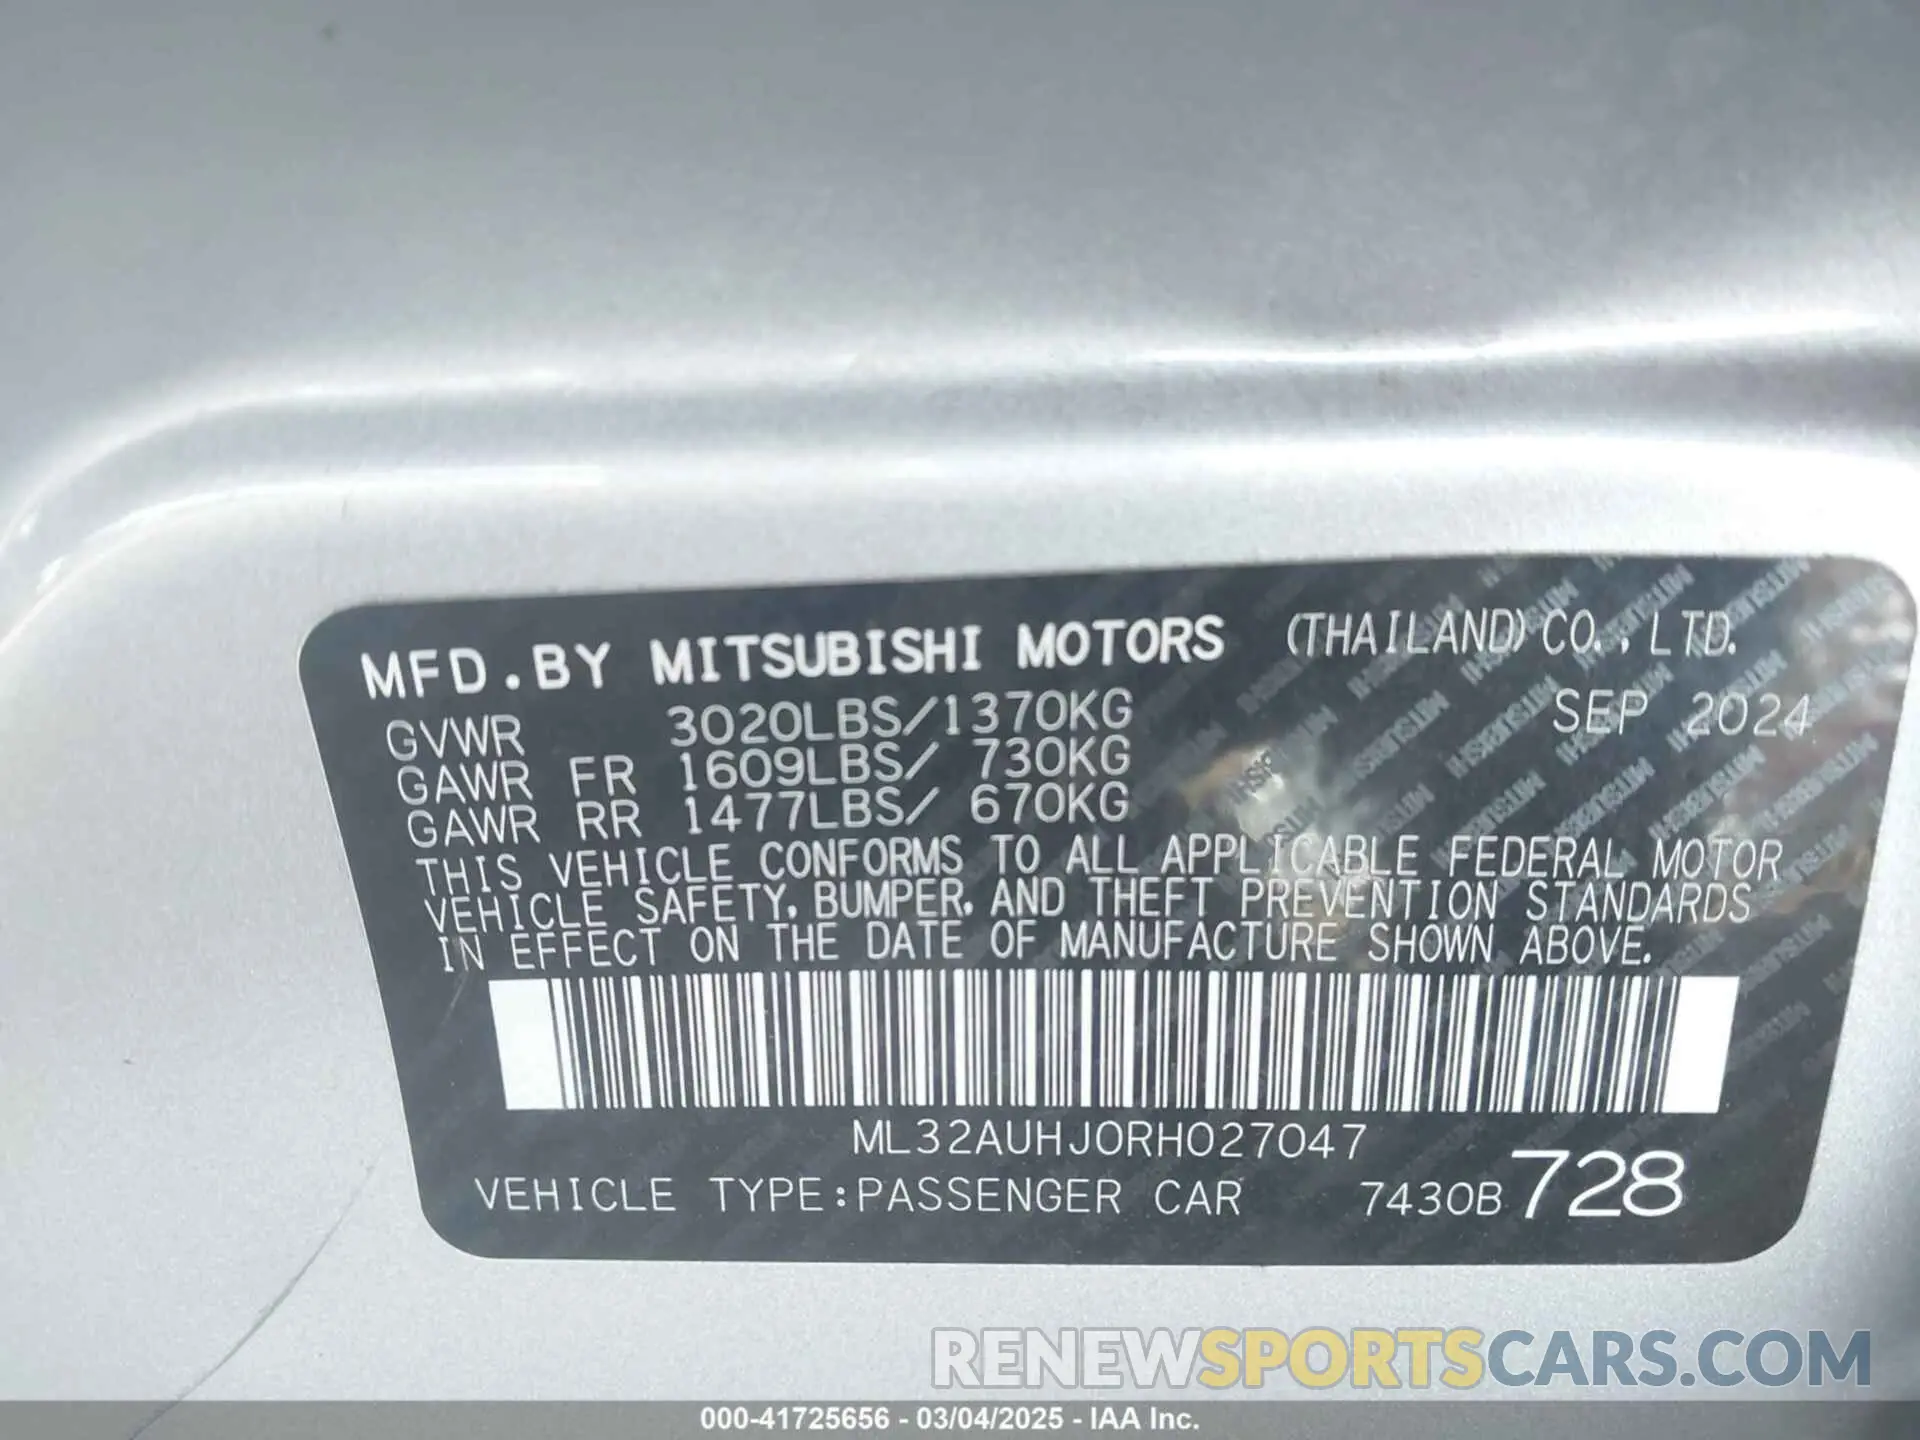 MFD.BY MITSUBISHI MOTORS (THAILAND) CO., LTD.
GVWR 3020LBS/1370KG SEP 2024
GAWR FR 1609LBS/ 730KG
GAWR RR 1477LBS/ 670KG
THIS VEHICLE CONFORMS TO ALL APPLICABLE FEDERAL MOTOR
VEHICLE SAFETY, BUMPER, AND THEFT PREVENTION STANDARDS
IN EFFECT ON THE DATE OF MANUFACTURE SHOWN ABOVE.
ML32AUHJ0RH027047
VEHICLE TYPE:PASSENGER CAR 7430B 728
RENEWSPORTSCARS.COM
000-41725656 - 03/04/2025 - IAA Inc.